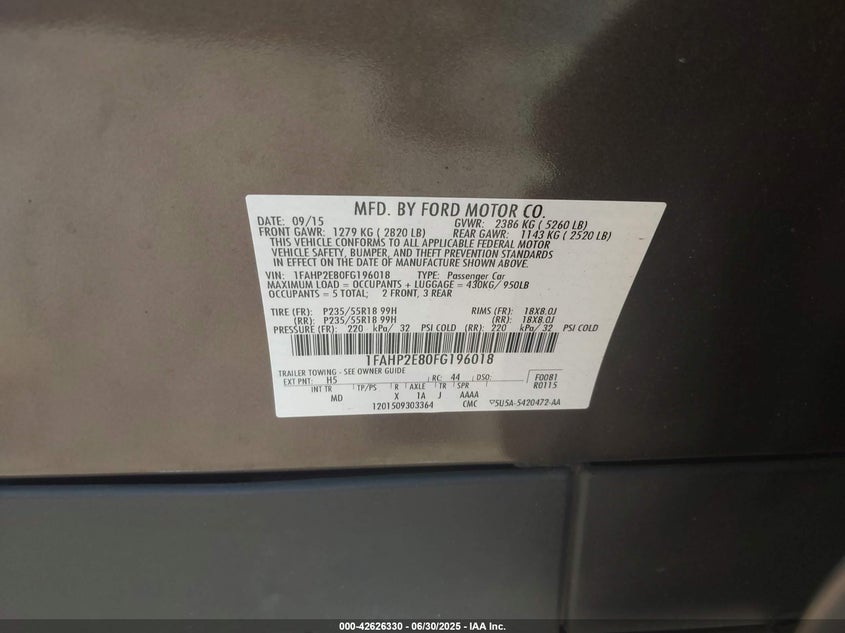 MFD. BY FORD MOTOR CO.
DATE: 09/15 GVWR: 2386 KG ( 5260 LB)
FRONT GAWR: 1279 KG ( 2820 LB) REAR GAWR: 1143 KG ( 2520 LB)
THIS VEHICLE CONFORMS TO ALL APPLICABLE FEDERAL MOTOR
VEHICLE SAFETY, BUMPER, AND THEFT PREVENTION STANDARDS
IN EFFECT ON THE DATE OF MANUFACTURE SHOWN ABOVE.
VIN: 1FAHP2E80FG196018 TYPE: Passenger Car
MAXIMUM LOAD = OCCUPANTS + LUGGAGE = 430KG/ 950LB
OCCUPANTS = 5 TOTAL; 2 FRONT, 3 REAR
TIRE (FR): P235/55R18 99H RIMS (FR): 18X8.0J
(RR): P235/55R18 99H (RR): 18X8.0J
PRESSURE (FR): 220 kPa/ 32 PSI COLD (RR): 220 kPa/ 32 PSI COLD
1FAHP2E80FG196018
TRAILER TOWING - SEE OWNER GUIDE
EXT PNT: H5 RC: 44 DSO: F0081
INT TR TP/PS R AXLE TR SPR R0115
MD X 1A J AAAA
1201509303364 CMC 5U5A-5420472-AA
000-42626330 - 06/30/2025 - IAA Inc.